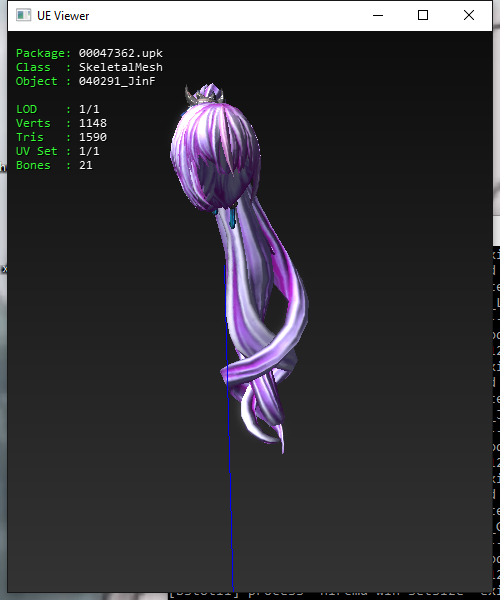 UE Viewer
Package: 00047362.upk
Class : SkeletalMesh
Object : 040291_JinF
LOD : 1/1
Verts : 1148
Tris : 1590
UV Set : 1/1
Bones : 21